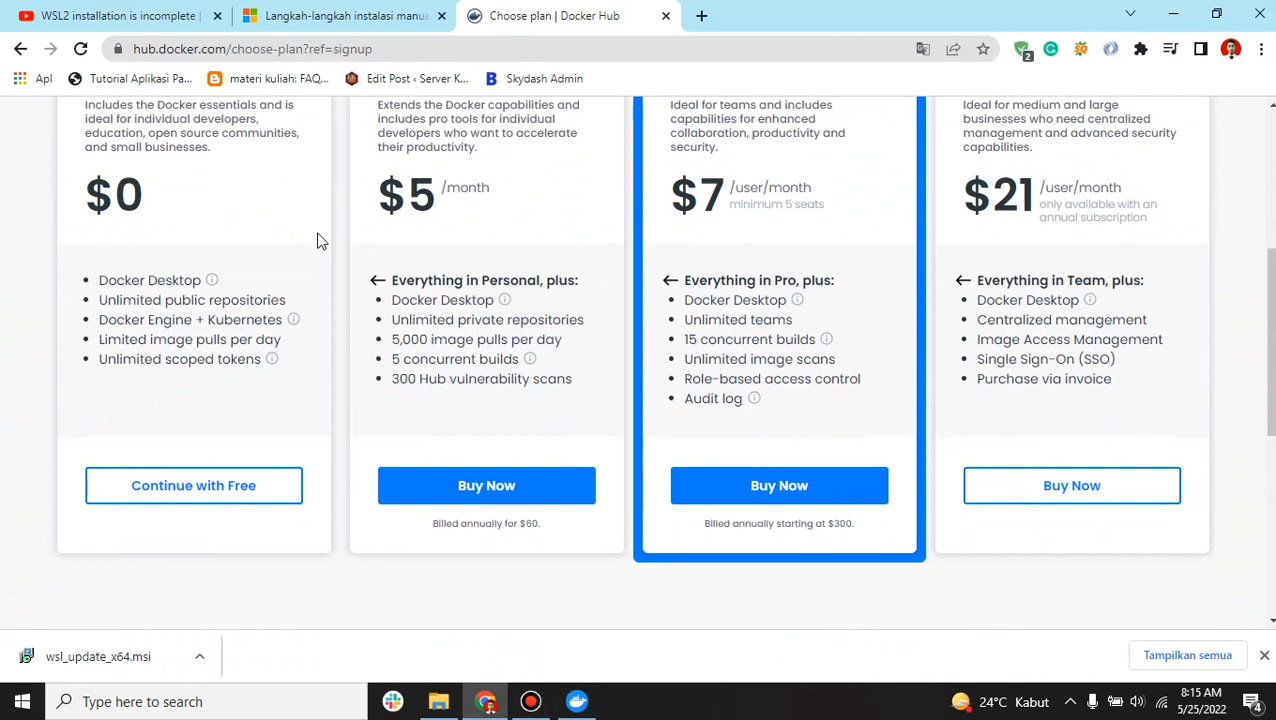 WSL2 installation is incomplete |
Langkah-langkah instalasi manua
Choose plan | Docker Hub
hub.docker.com/choose-plan?ref=signup
2
Apl
Tutorial Aplikasi Pa...
materi kuliah: FAQ...
Edit Post ‹ Server K...
Skydash Admin
Includes the Docker essentials and is
ideal for individual developers,
education, open source communities,
and small businesses.
$0
Docker Desktop
Unlimited public repositories
Docker Engine + Kubernetes
Limited image pulls per day
Unlimited scoped tokens
Continue with Free
Extends the Docker capabilities and
includes pro tools for individual
developers who want to accelerate
their productivity.
$5 /month
Everything in Personal, plus:
Docker Desktop
Unlimited private repositories
5,000 image pulls per day
5 concurrent builds
300 Hub vulnerability scans
Buy Now
Billed annually for $60.
Ideal for teams and includes
capabilities for enhanced
collaboration, productivity and
security.
$7 /user/month
minimum 5 seats
Everything in Pro, plus:
Docker Desktop
Unlimited teams
15 concurrent builds
Unlimited image scans
Role-based access control
Audit log
Buy Now
Billed annually starting at $300.
Ideal for medium and large
businesses who need centralized
management and advanced security
capabilities.
$21 /user/month
only available with an
annual subscription
Everything in Team, plus:
Docker Desktop
Centralized management
Image Access Management
Single Sign-On (SSO)
Purchase via invoice
Buy Now
wsl_update_x64.msi
Tampilkan semua
Type here to search
24°C Kabut
8:15 AM
5/25/2022
4